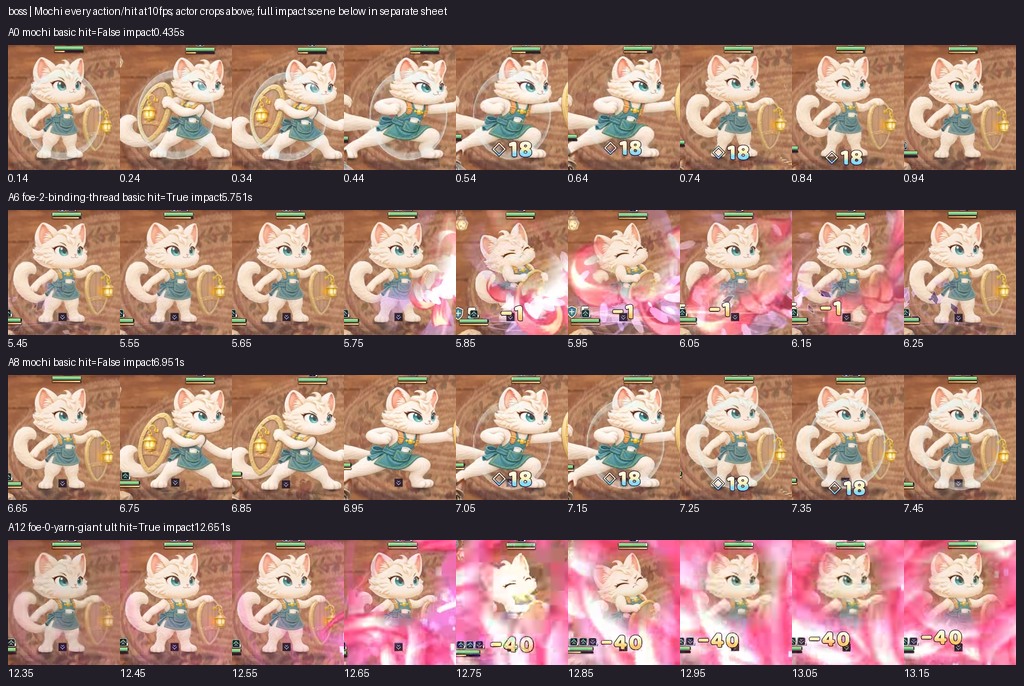 boss | Mochi every action/hit at10fps; actor crops above; full impact scene below in separate sheet
A0 mochi basic hit=False impact0.435s
18 18 18 18
0.14 0.24 0.34 0.44 0.54 0.64 0.74 0.84 0.94
A6 foe-2-binding-thread basic hit=True impact5.751s
-1 -1 -1 -1
5.45 5.55 5.65 5.75 5.85 5.95 6.05 6.15 6.25
A8 mochi basic hit=False impact6.951s
18 18 18 18
6.65 6.75 6.85 6.95 7.05 7.15 7.25 7.35 7.45
A12 foe-0-yarn-giant ult hit=True impact12.651s
-40 -40 -40 -40 -40
12.35 12.45 12.55 12.65 12.75 12.85 12.95 13.05 13.15